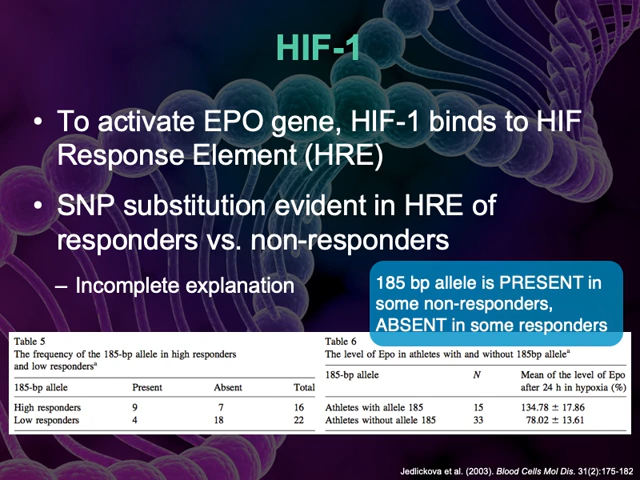 HIF-1
• To activate EPO gene, HIF-1 binds to HIF
Response Element (HRE)
• SNP substitution evident in HRE of
responders vs. non-responders
– Incomplete explanation
185 bp allele is PRESENT in
some non-responders,
ABSENT in some responders
Table 5
The frequency of the 185-bp allele in high responders
and low respondersᵃ
185-bp allele Present Absent Total
High responders 9 7 16
Low responders 4 18 22
Table 6
The level of Epo in athletes with and without 185bp alleleᵃ
185-bp allele N Mean of the level of Epo
after 24 h in hypoxia (%)
Athletes with allele 185 15 134.78 ± 17.86
Athletes without allele 185 33 78.02 ± 13.61
Jedlickova et al. (2003). Blood Cells Mol Dis. 31(2):175-182